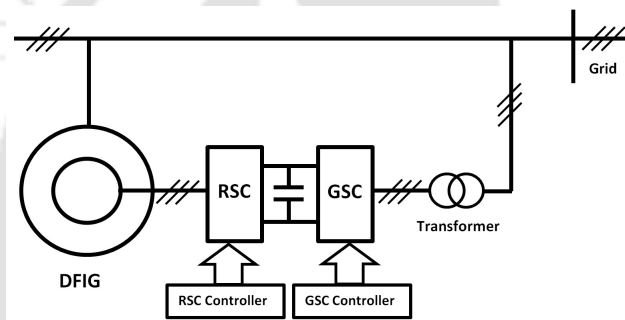 Grid
RSC
GSC
Transformer
DFIG
RSC Controller
GSC Controller